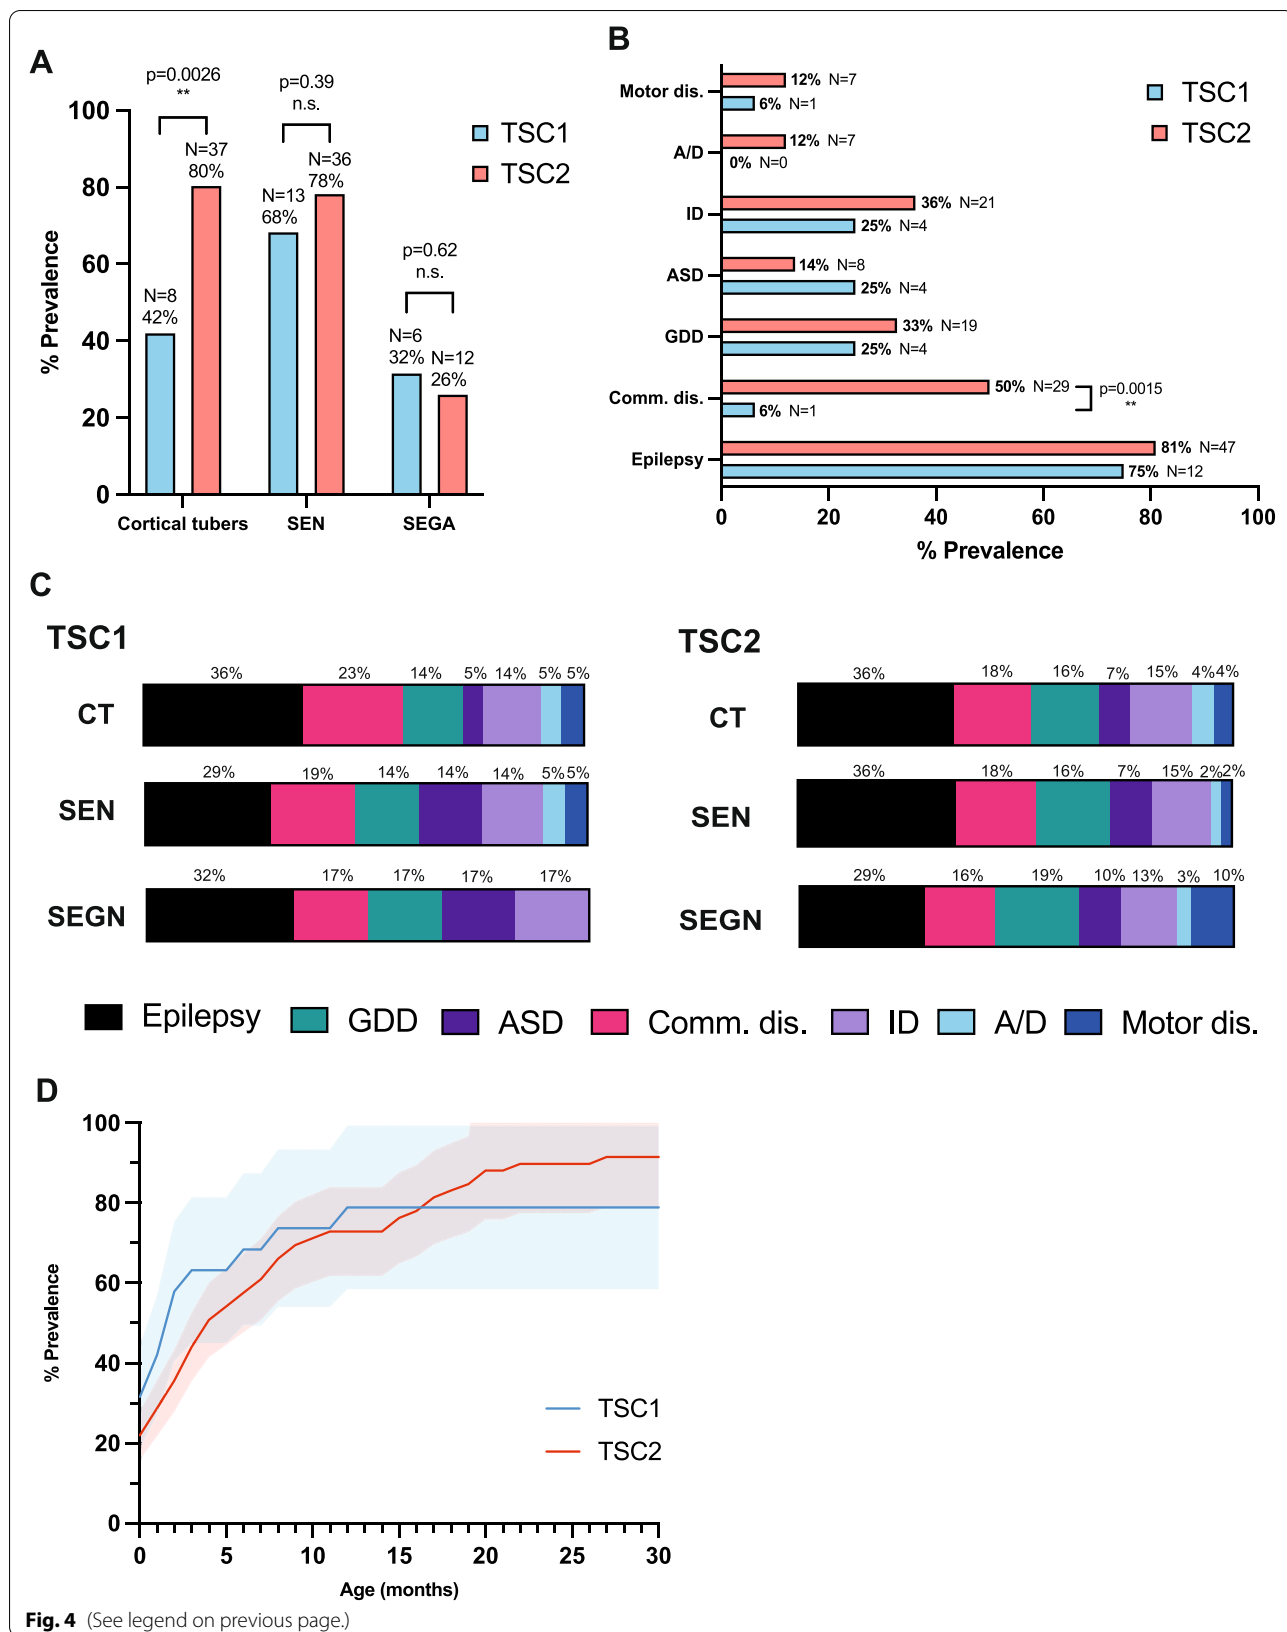 A
p=0.0026
**
p=0.39
n.s.
p=0.62
n.s.
TSC1
TSC2
N=8
42%
N=37
80%
N=13
68%
N=36
78%
N=6
32%
N=12
26%
% Prevalence
100
80
60
40
20
0
Cortical tubers SEN SEGA
B
TSC1
TSC2
Motor dis.
12% N=7
6% N=1
A/D
12% N=7
0% N=0
ID
36% N=21
25% N=4
ASD
14% N=8
25% N=4
GDD
33% N=19
25% N=4
Comm. dis.
50% N=29
6% N=1
p=0.0015
**
Epilepsy
81% N=47
75% N=12
0 20 40 60 80 100
% Prevalence
C
TSC1
36% 23% 14% 5% 14% 5% 5%
CT
29% 19% 14% 14% 14% 5% 5%
SEN
32% 17% 17% 17% 17%
SEGN
TSC2
36% 18% 16% 7% 15% 4% 4%
CT
36% 18% 16% 7% 15% 2% 2%
SEN
29% 16% 19% 10% 13% 3% 10%
SEGN
Epilepsy GDD ASD Comm. dis. ID A/D Motor dis.
D
% Prevalence
100
80
60
40
20
0
TSC1
TSC2
0 5 10 15 20 25 30
Age (months)
Fig. 4 (See legend on previous page.)